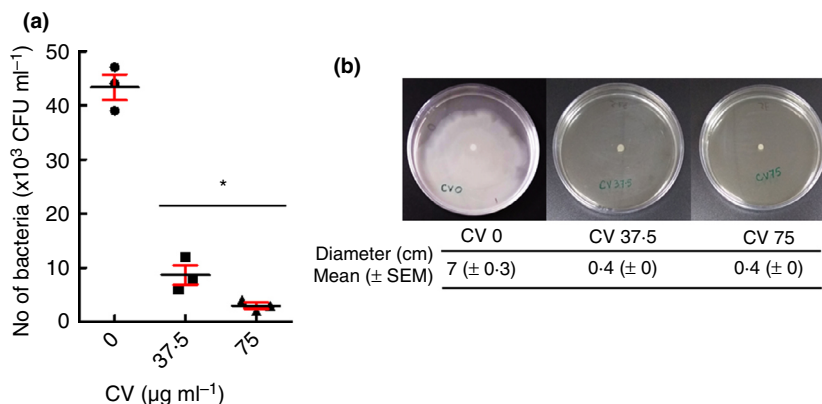 (a)
No of bacteria (x10³ CFU ml⁻¹)
50
40
30
20
10
0
*
0
37·5
75
CV (µg ml⁻¹)
(b)
CV0
CV37.5
CV75
CV 0 CV 37·5 CV 75
Diameter (cm)
Mean (± SEM) 7 (± 0·3) 0·4 (± 0) 0·4 (± 0)